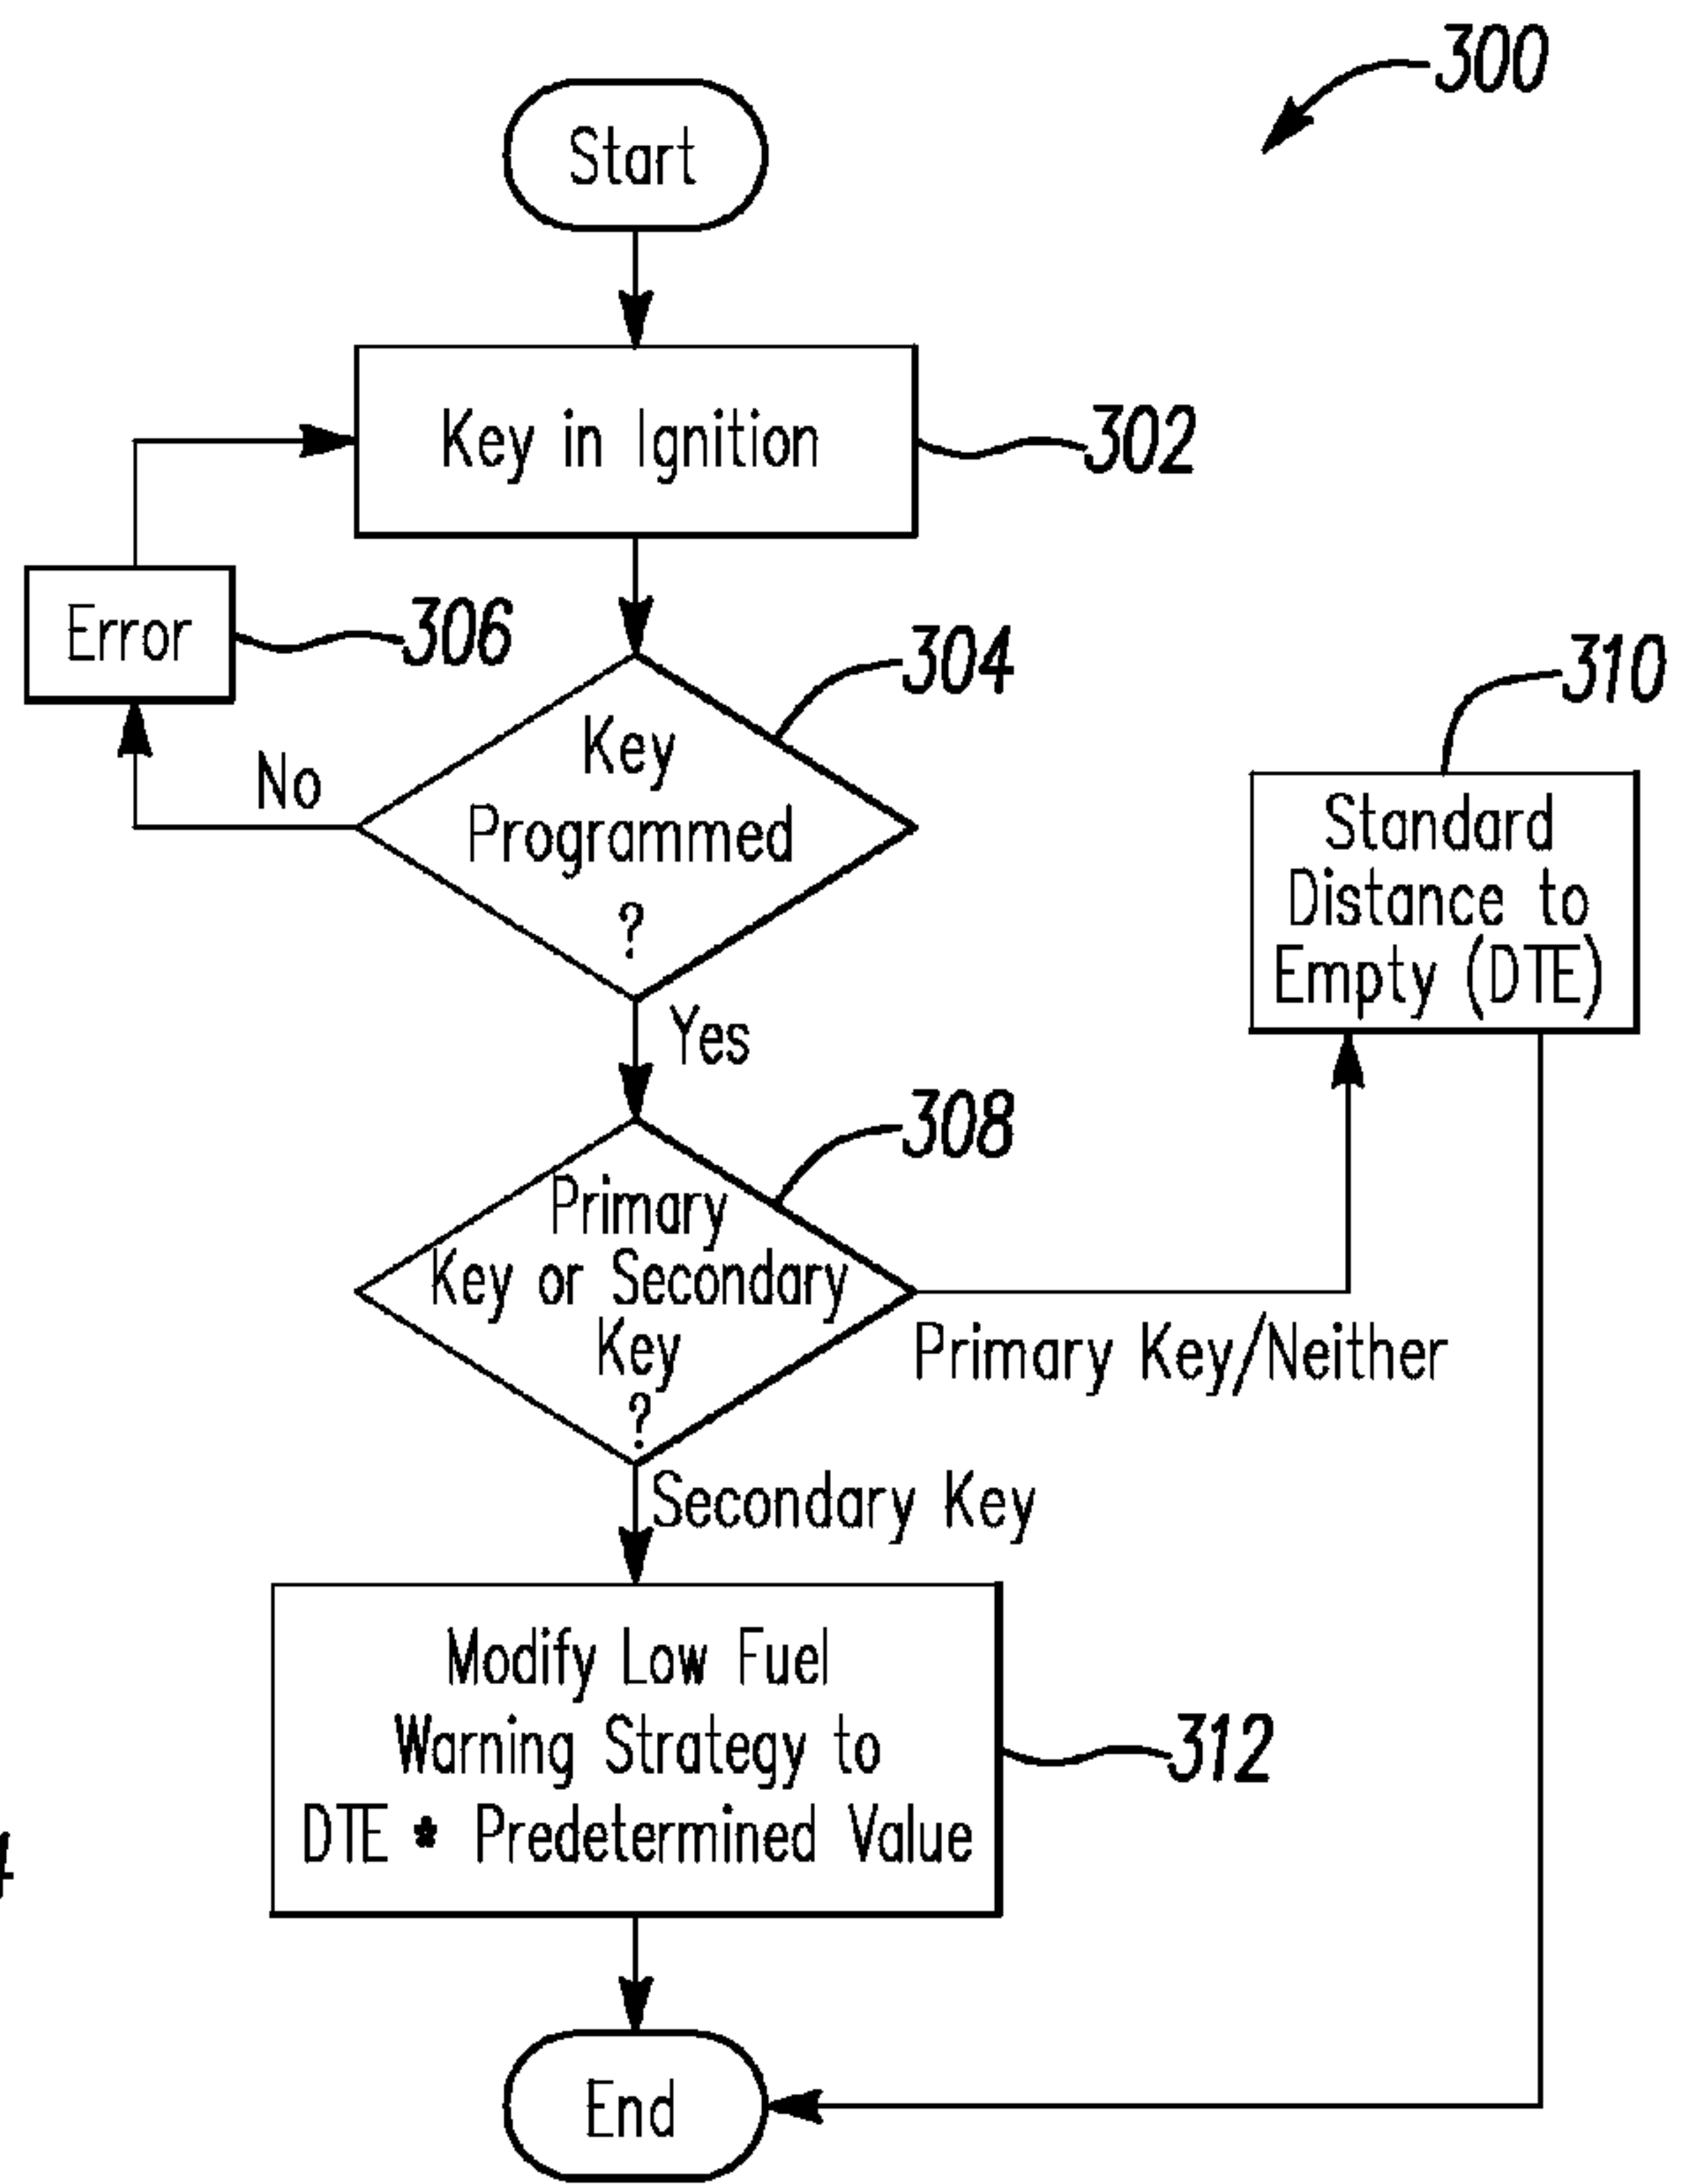 300
Start
Key in Ignition
302
Error
306
304
Key
Programmed
?
No
Yes
310
Standard
Distance to
Empty (DTE)
308
Primary
Key or Secondary
Key
?
Primary Key/Neither
Secondary Key
Modify Low Fuel
Warning Strategy to
DTE * Predetermined Value
312
End